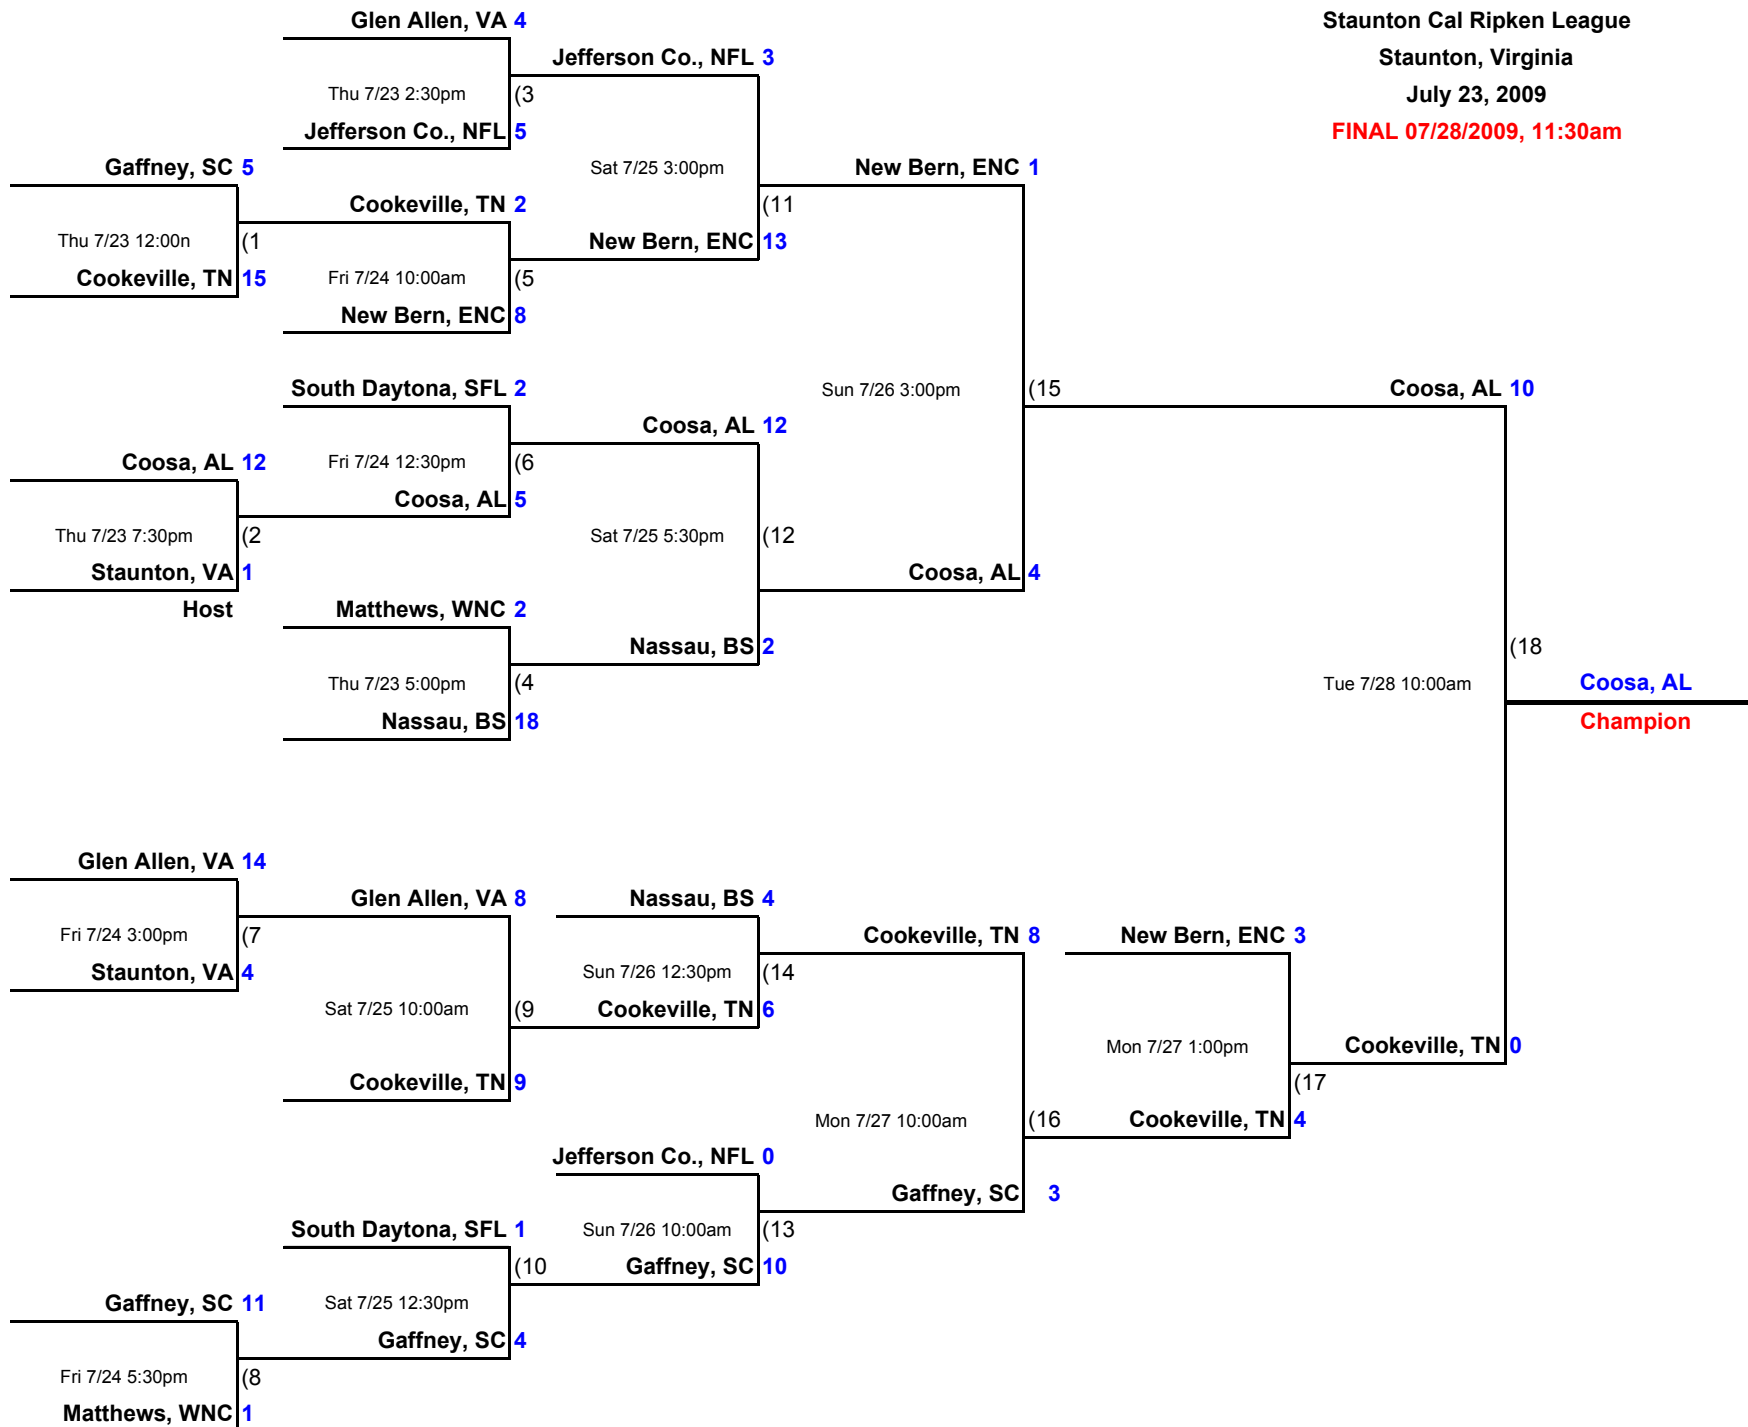 Glen Allen, VA 4
Staunton Cal Ripken League
Jefferson Co., NFL 3
Staunton, Virginia
Thu 7/23 2:30pm (3
July 23, 2009
Jefferson Co., NFL 5
FINAL 07/28/2009, 11:30am
Gaffney, SC 5
Sat 7/25 3:00pm
New Bern, ENC 1
Cookeville, TN 2
(11
Thu 7/23 12:00n (1
New Bern, ENC 13
Cookeville, TN 15
Fri 7/24 10:00am (5
New Bern, ENC 8
South Daytona, SFL 2
Sun 7/26 3:00pm (15
Coosa, AL 10
Coosa, AL 12
Coosa, AL 12
Fri 7/24 12:30pm (6
Coosa, AL 5
Thu 7/23 7:30pm (2
Sat 7/25 5:30pm (12
Staunton, VA 1
Coosa, AL 4
Host
Matthews, WNC 2
Nassau, BS 2
(18
Thu 7/23 5:00pm (4
Tue 7/28 10:00am
Coosa, AL
Nassau, BS 18
Champion
Glen Allen, VA 14
Glen Allen, VA 8
Nassau, BS 4
Fri 7/24 3:00pm (7
Cookeville, TN 8
New Bern, ENC 3
Staunton, VA 4
Sun 7/26 12:30pm (14
Sat 7/25 10:00am (9
Cookeville, TN 6
Mon 7/27 1:00pm
Cookeville, TN 0
Cookeville, TN 9
(17
Mon 7/27 10:00am (16
Cookeville, TN 4
Jefferson Co., NFL 0
Gaffney, SC 3
South Daytona, SFL 1
Sun 7/26 10:00am (13
(10
Gaffney, SC 10
Gaffney, SC 11
Sat 7/25 12:30pm
Gaffney, SC 4
Fri 7/24 5:30pm (8
Matthews, WNC 1